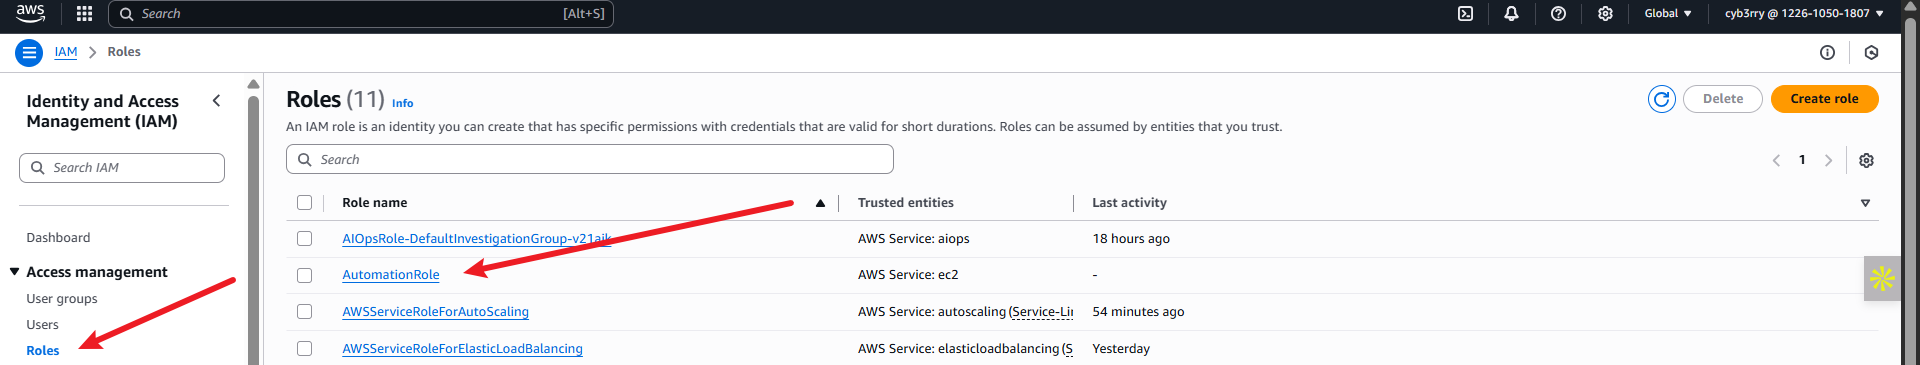 aws Search [Alt+S] Global cyb3rry @ 1226-1050-1807
IAM Roles
Identity and Access
Management (IAM)
Search IAM
Dashboard
Access management
User groups
Users
Roles
Roles (11) Info
Delete
Create role
An IAM role is an identity you can create that has specific permissions with credentials that are valid for short durations. Roles can be assumed by entities that you trust.
Search
1
Role name Trusted entities Last activity
AIOpsRole-DefaultInvestigationGroup-v21aik AWS Service: aiops 18 hours ago
AutomationRole AWS Service: ec2 -
AWSServiceRoleForAutoScaling AWS Service: autoscaling (Service-Li 54 minutes ago
AWSServiceRoleForElasticLoadBalancing AWS Service: elasticloadbalancing (S Yesterday